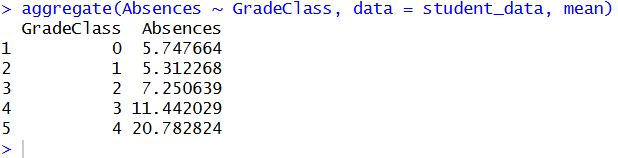 > aggregate(Absences ~ GradeClass, data = student_data, mean)
  GradeClass  Absences
1          0  5.747664
2          1  5.312268
3          2  7.250639
4          3 11.442029
5          4 20.782824
>